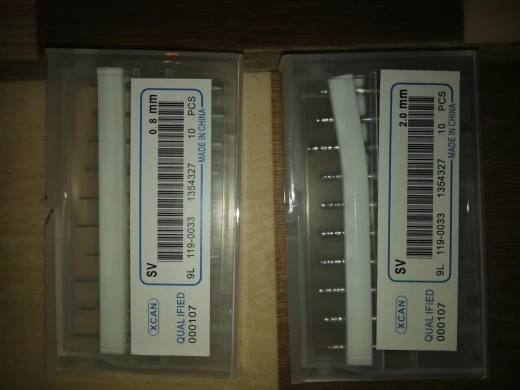 SV
0.8 mm
9L 119-0033 1354327 10 PCS
MADE IN CHINA
XCAN
QUALIFIED
000107
SV
2.0 mm
9L 119-0033 1354327 10 PCS
MADE IN CHINA
XCAN
QUALIFIED
000107